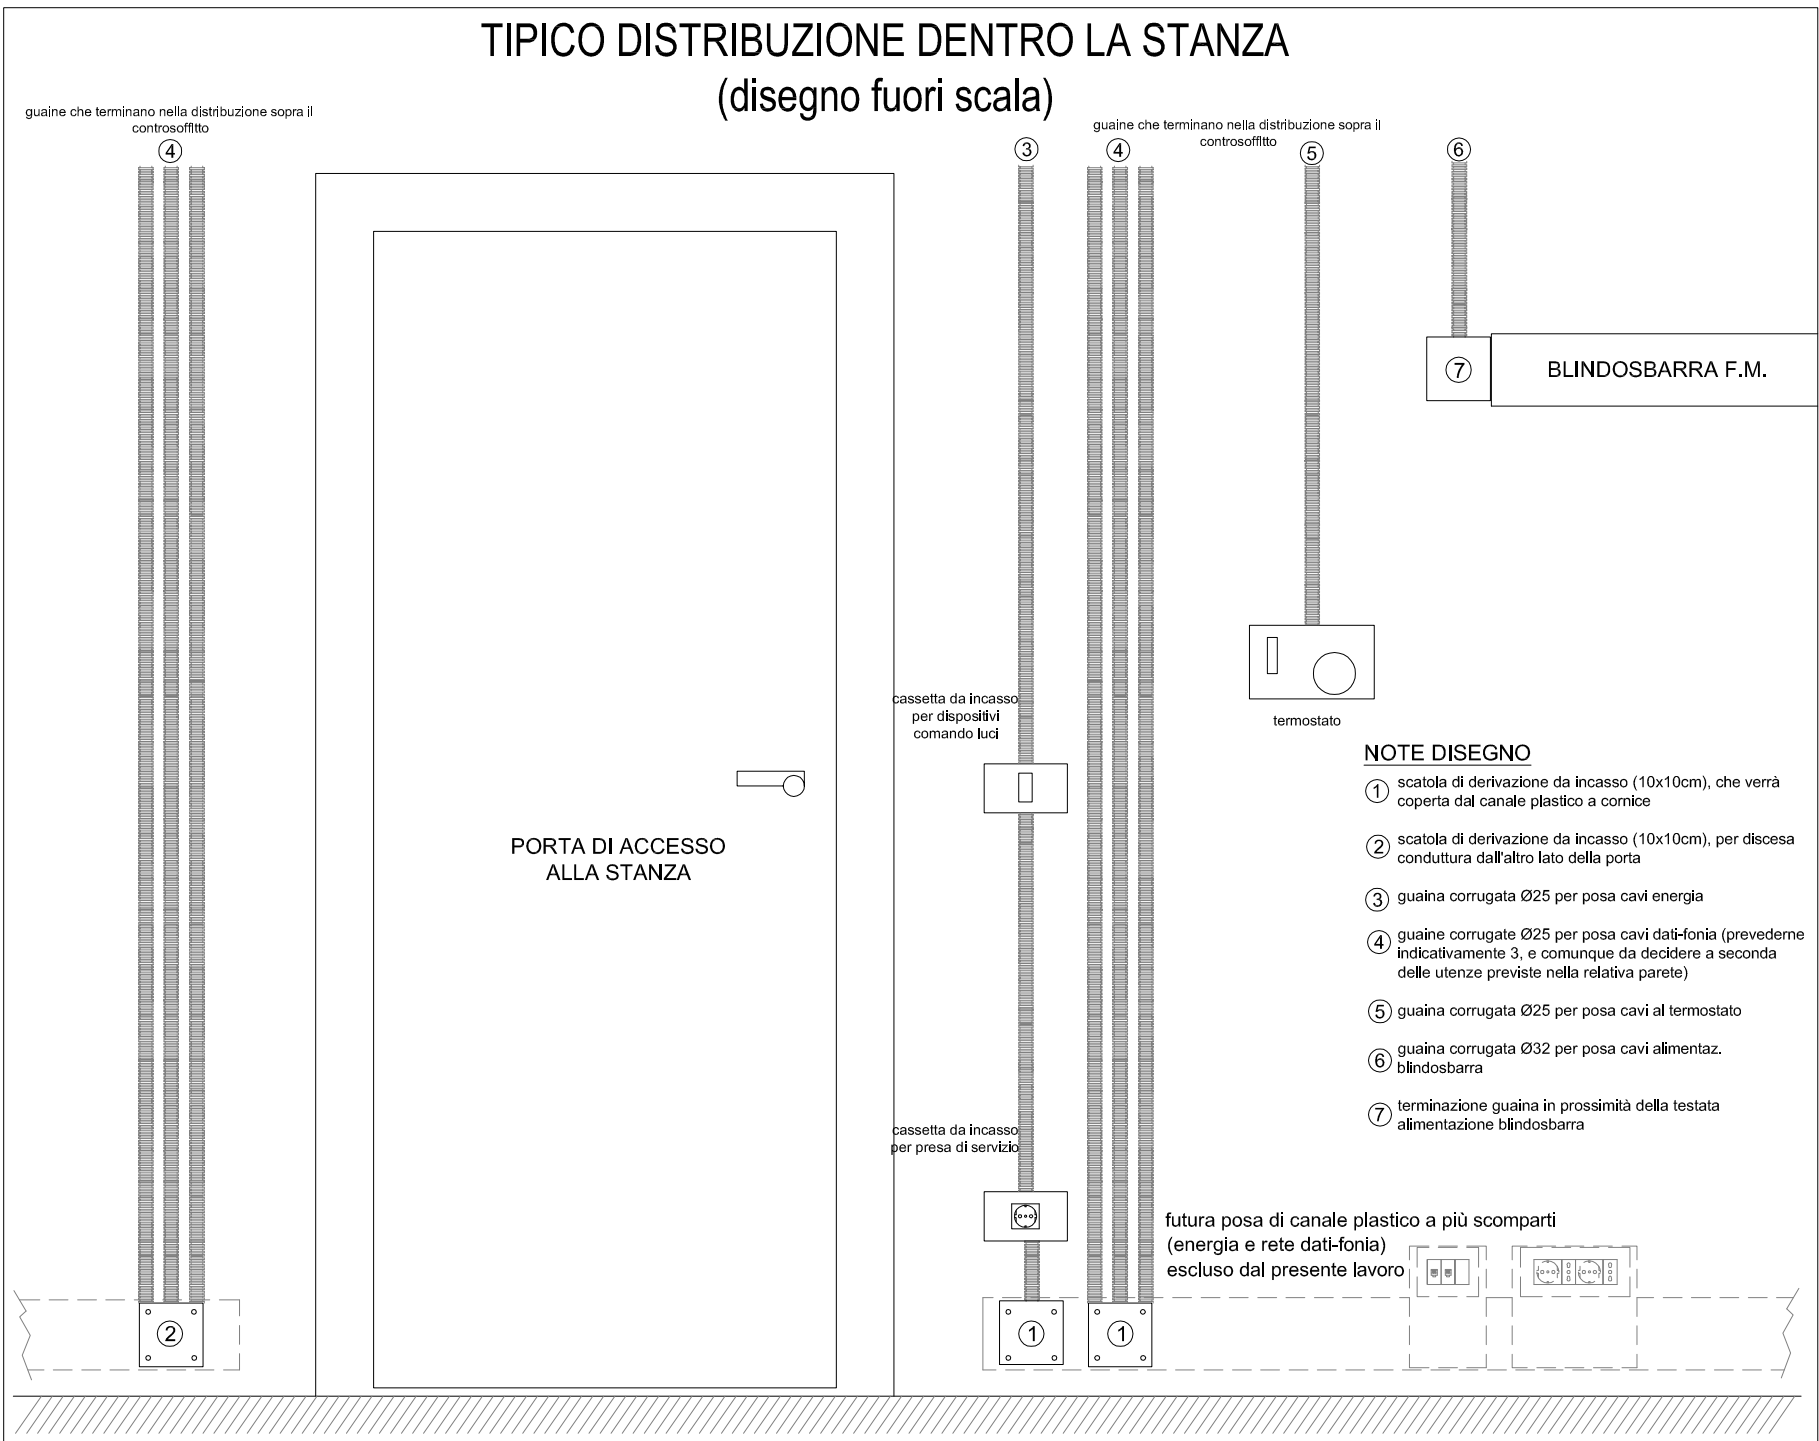 TIPICO DISTRIBUZIONE DENTRO LA STANZA
(disegno fuori scala)
guaine che terminano nella distribuzione sopra il
controsoffitto
4
3
4
guaine che terminano nella distribuzione sopra il
controsoffitto
5
6
7
BLINDOSBARRA F.M.
termostato
cassetta da incasso
per dispositivi
comando luci
PORTA DI ACCESSO
ALLA STANZA
NOTE DISEGNO
1 scatola di derivazione da incasso (10x10cm), che verrà
coperta dal canale plastico a cornice
2 scatola di derivazione da incasso (10x10cm), per discesa
conduttura dall'altro lato della porta
3 guaina corrugata Ø25 per posa cavi energia
4 guaine corrugate Ø25 per posa cavi dati-fonia (prevederne
indicativamente 3, e comunque da decidere a seconda
delle utenze previste nella relativa parete)
5 guaina corrugata Ø25 per posa cavi al termostato
6 guaina corrugata Ø32 per posa cavi alimentaz.
blindosbarra
7 terminazione guaina in prossimità della testata
alimentazione blindosbarra
cassetta da incasso
per presa di servizio
futura posa di canale plastico a più scomparti
(energia e rete dati-fonia)
escluso dal presente lavoro
2
1
1